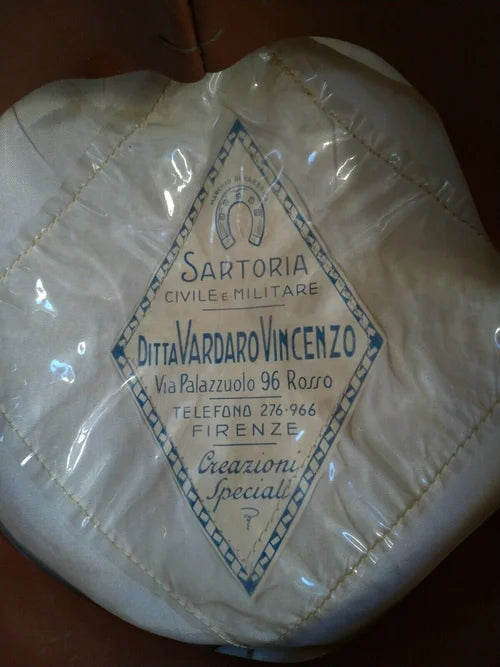 SARTORIA
CIVILE E MILITARE
DITTA VARDARO VINCENZO
Via Palazzuolo 96 Rosso
TELEFONO 276-966
FIRENZE
Creazioni
Speciali